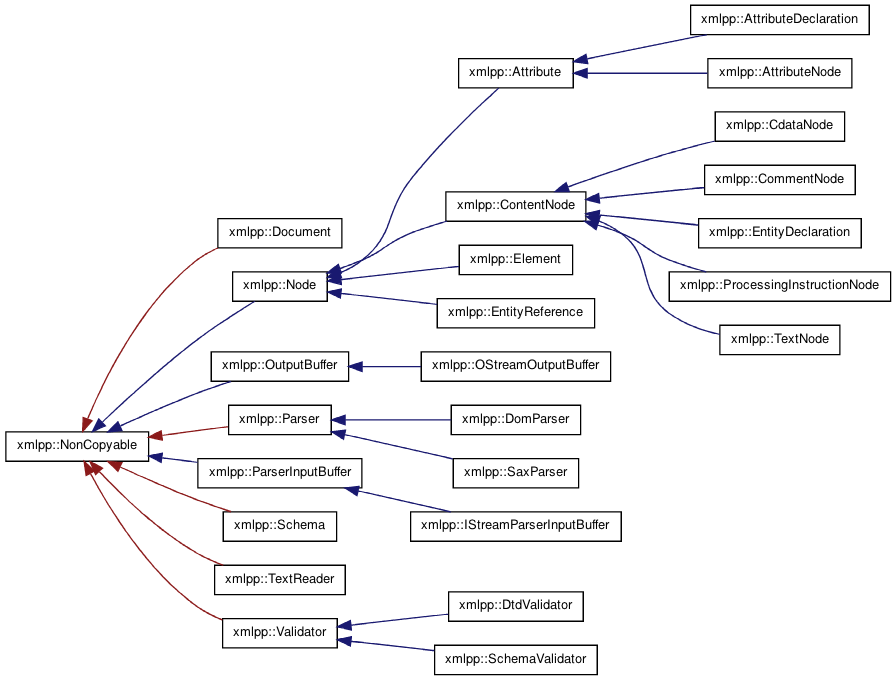 xmlpp::AttributeDeclaration
xmlpp::Attribute
xmlpp::AttributeNode
xmlpp::CdataNode
xmlpp::CommentNode
xmlpp::ContentNode
xmlpp::Document
xmlpp::EntityDeclaration
xmlpp::Element
xmlpp::Node
xmlpp::ProcessingInstructionNode
xmlpp::EntityReference
xmlpp::TextNode
xmlpp::OutputBuffer
xmlpp::OStreamOutputBuffer
xmlpp::Parser
xmlpp::DomParser
xmlpp::NonCopyable
xmlpp::ParserInputBuffer
xmlpp::SaxParser
xmlpp::Schema
xmlpp::IStreamParserInputBuffer
xmlpp::TextReader
xmlpp::DtdValidator
xmlpp::Validator
xmlpp::SchemaValidator